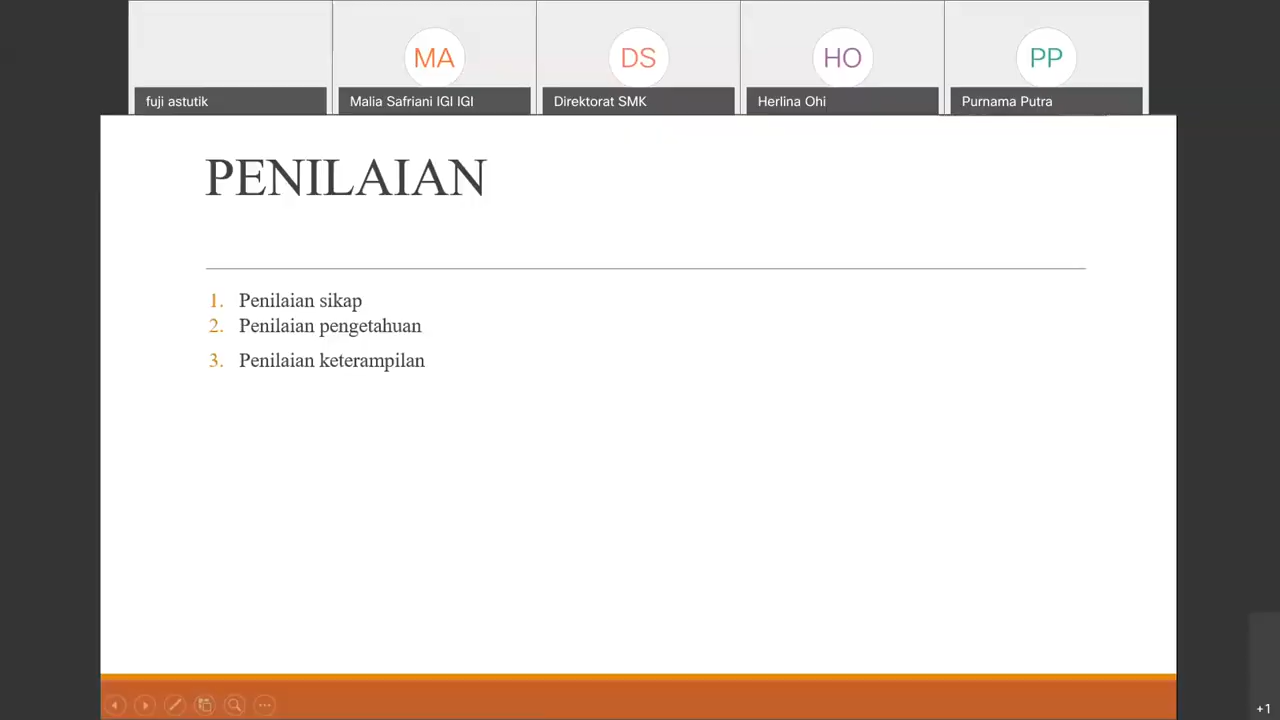 MA
DS
HO
PP
fuji astutik
Malia Safriani IGI IGI
Direktorat SMK
Herlina Ohi
Purnama Putra
PENILAIAN
1. Penilaian sikap
2. Penilaian pengetahuan
3. Penilaian keterampilan
+1